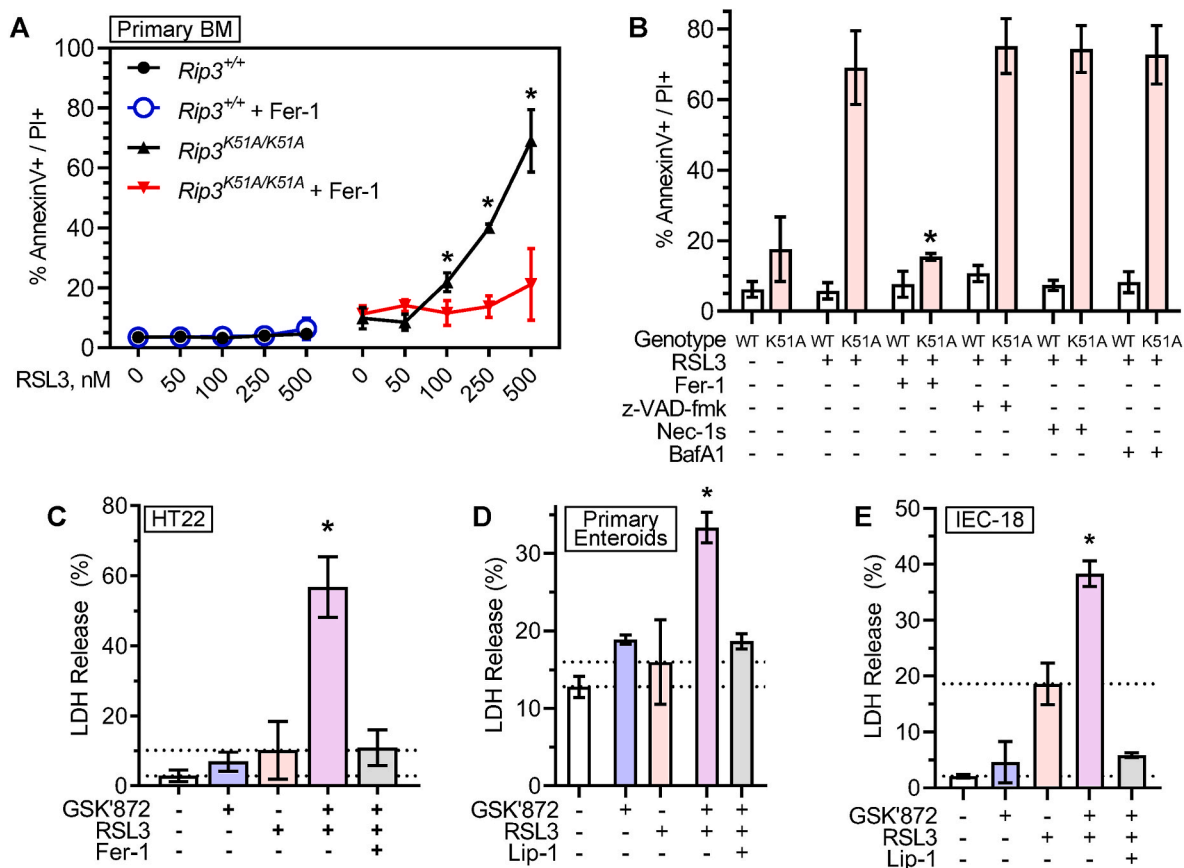 A
Primary BM
% AnnexinV+ / PI+
100
80
60
40
20
0
Rip3+/+
Rip3+/+ + Fer-1
Rip3K51A/K51A
Rip3K51A/K51A + Fer-1
* * *
RSL3, nM 0 50 100 250 500 0 50 100 250 500
B
% AnnexinV+ / PI+
80
60
40
20
0
*
Genotype WT K51A WT K51A WT K51A WT K51A WT K51A WT K51A
RSL3 - - + + + + + + + + + +
Fer-1 - - - - + + - - - - - -
z-VAD-fmk - - - - - - + + - - - -
Nec-1s - - - - - - - - + + - -
BafA1 - - - - - - - - - - + +
C
HT22
LDH Release (%)
80
60
40
20
0
*
GSK'872 - + - + +
RSL3 - - + + +
Fer-1 - - - - +
D
Primary
Enteroids
LDH Release (%)
30
20
10
0
*
GSK'872 - + - + +
RSL3 - - + + +
Lip-1 - - - - +
E
IEC-18
LDH Release (%)
50
40
30
20
10
0
*
GSK'872 - + - + +
RSL3 - - + + +
Lip-1 - - - - +